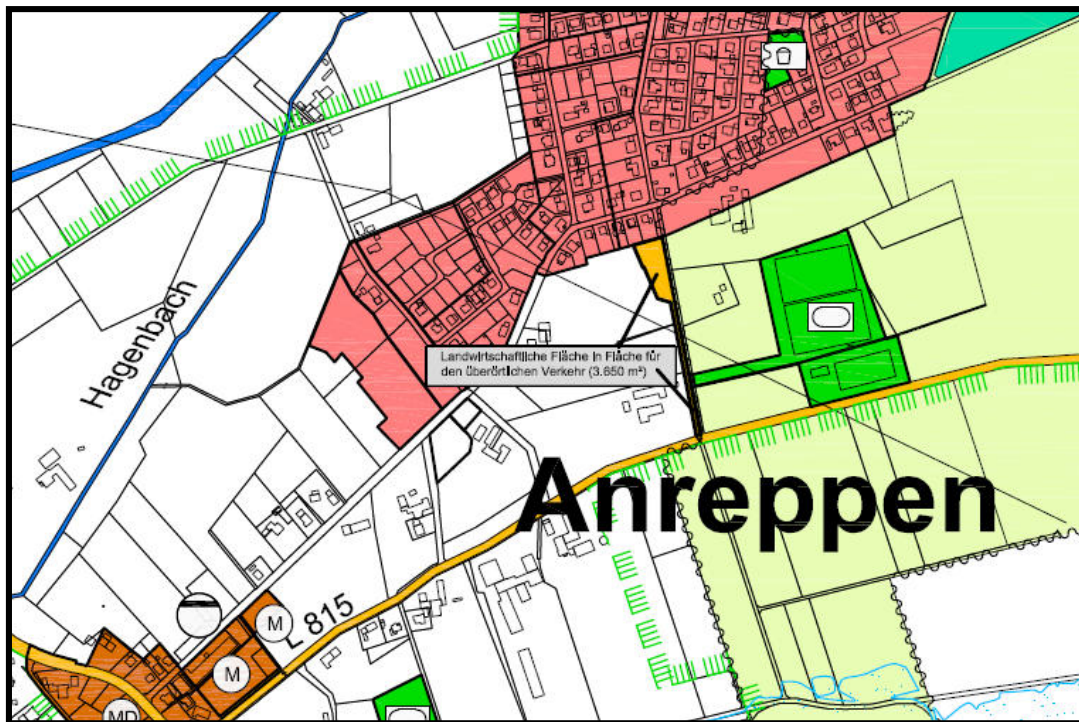 Hagenbach
Landwirtschaftliche Fläche in Fläche für
den überörtlichen Verkehr (3.650 m²)
Anreppen
L 815
M
M
MD